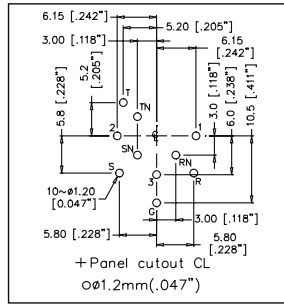 6.15 [.242"]
5.20 [.205"]
3.00 [.118"]
6.15
[.242"]
5.2
[.205"]
5.8 [.228"]
3.0 [.118"]
6.0 [.238"]
10.5 [.411"]
T
TN
2
1
SN
RN
S
3
R
G
10~ø1.20
[0.047"]
3.00 [.118"]
5.80 [.228"]
5.80
[.228"]
+Panel cutout CL
Oø1.2mm(.047")